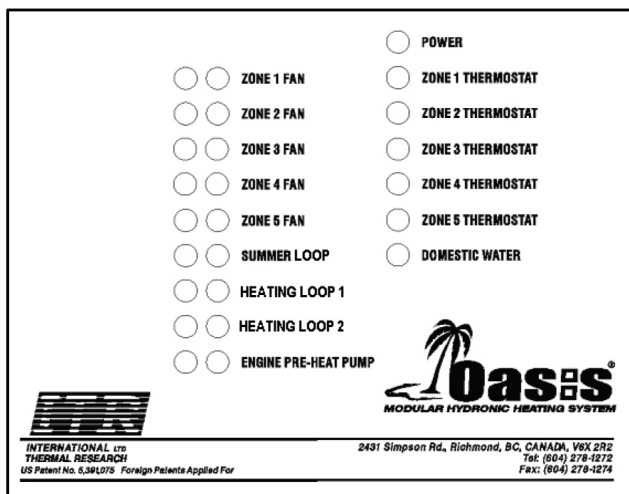 POWER
ZONE 1 FAN
ZONE 1 THERMOSTAT
ZONE 2 FAN
ZONE 2 THERMOSTAT
ZONE 3 FAN
ZONE 3 THERMOSTAT
ZONE 4 FAN
ZONE 4 THERMOSTAT
ZONE 5 FAN
ZONE 5 THERMOSTAT
SUMMER LOOP
DOMESTIC WATER
HEATING LOOP 1
HEATING LOOP 2
ENGINE PRE-HEAT PUMP
Oasis®
MODULAR HYDRONIC HEATING SYSTEM
ITR
INTERNATIONAL LTD
THERMAL RESEARCH
US Patent No. 5,391,075 Foreign Patents Applied For
2431 Simpson Rd., Richmond, BC, CANADA, V6X 2R2
Tel: (604) 278-1272
Fax: (604) 278-1274